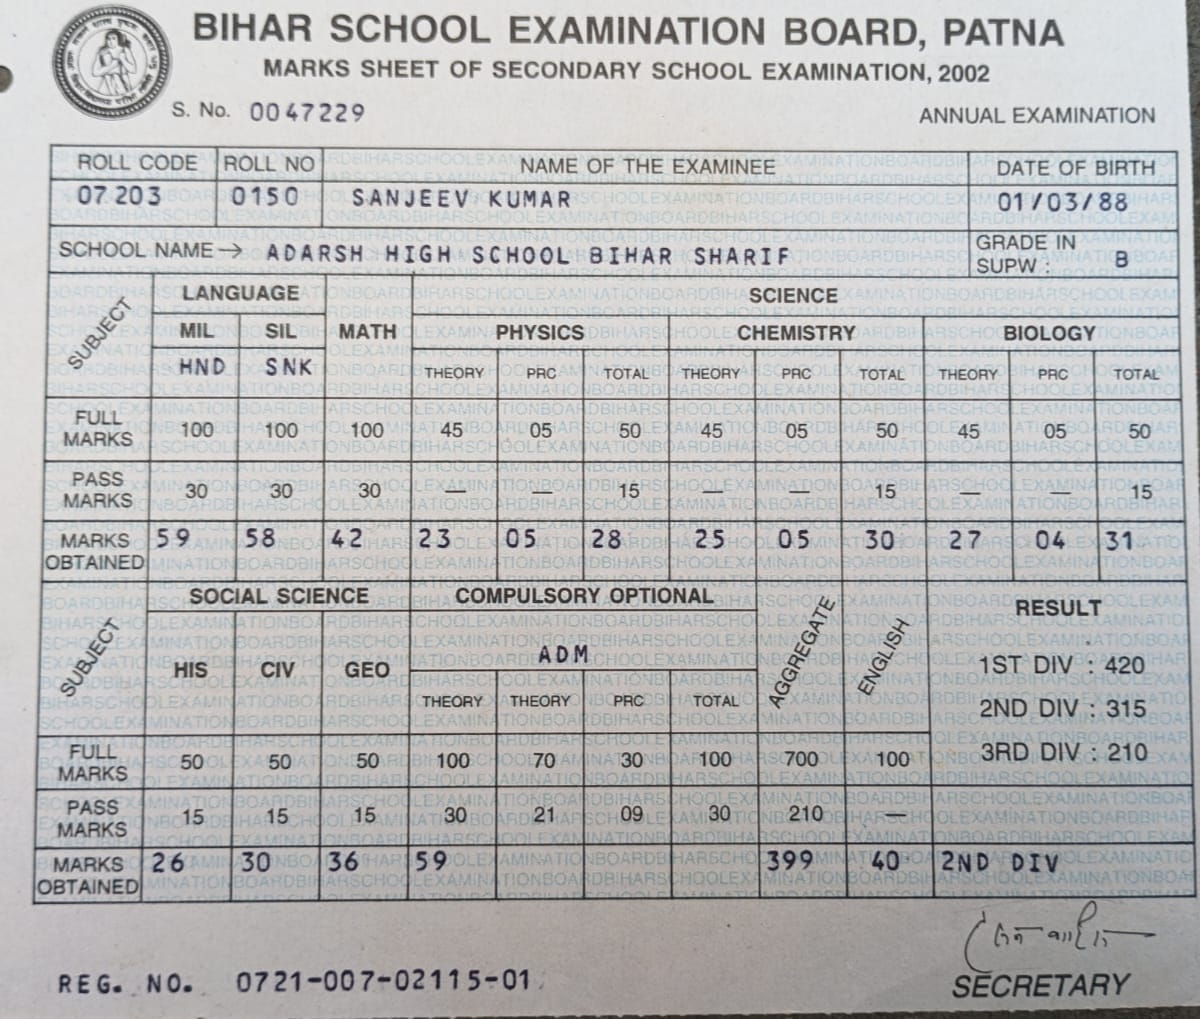 BIHAR SCHOOL EXAMINATION BOARD, PATNA
MARKS SHEET OF SECONDARY SCHOOL EXAMINATION, 2002
S. No. 0047229
ANNUAL EXAMINATION
ROLL CODE ROLL NO NAME OF THE EXAMINEE DATE OF BIRTH
07203 0150 SANJEEV KUMAR 01/03/88
SCHOOL NAME → ADARSH HIGH SCHOOL BIHAR SHARIF GRADE IN SUPW : B
SUBJECT LANGUAGE SCIENCE
MIL SIL MATH PHYSICS CHEMISTRY BIOLOGY
HND SNK THEORY PRC TOTAL THEORY PRC TOTAL THEORY PRC TOTAL
FULL MARKS 100 100 100 45 05 50 45 05 50 45 05 50
PASS MARKS 30 30 30 — — 15 — — 15 — — 15
MARKS OBTAINED 59 58 42 23 05 28 25 05 30 27 04 31
SUBJECT SOCIAL SCIENCE COMPULSORY OPTIONAL AGGREGATE ENGLISH RESULT
ADM
HIS CIV GEO 1ST DIV : 420
THEORY THEORY PRC TOTAL 2ND DIV : 315
FULL MARKS 50 50 50 100 70 30 100 700 100 3RD DIV : 210
PASS MARKS 15 15 15 30 21 09 30 210 —
MARKS OBTAINED 26 30 36 59 399 40 2ND DIV
REG. NO. 0721-007-02115-01
SECRETARY